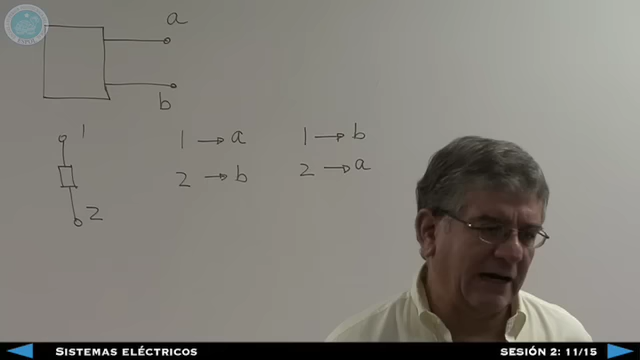 a
b
1
1 → a
1 → b
2 → b
2 → a
2
SISTEMAS ELÉCTRICOS
SESIÓN 2: 11/15